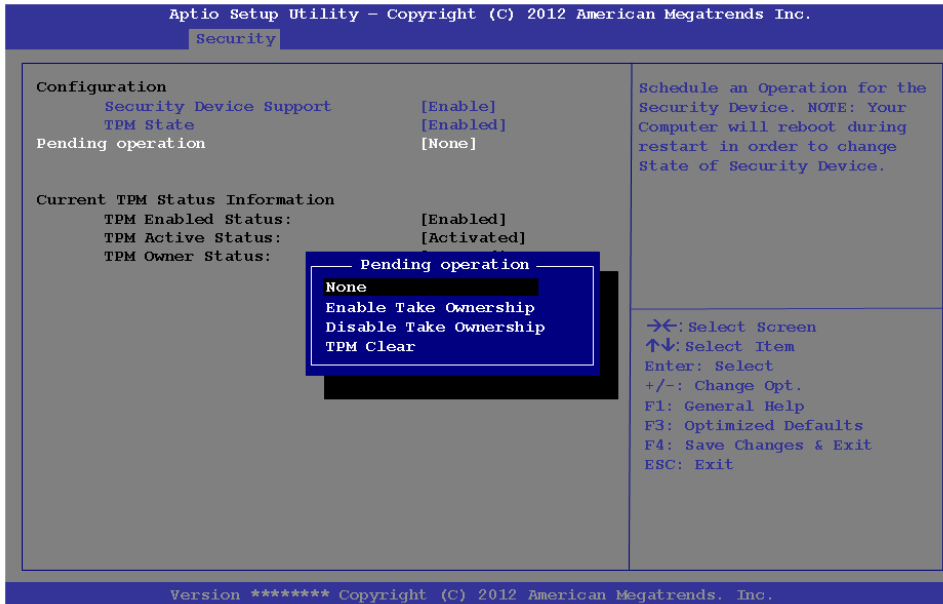 Aptio Setup Utility – Copyright (C) 2012 American Megatrends Inc.
Security
Configuration
Security Device Support [Enable]
TPM State [Enabled]
Pending operation [None]
Current TPM Status Information
TPM Enabled Status: [Enabled]
TPM Active Status: [Activated]
TPM Owner Status:
Pending operation
None
Enable Take Ownership
Disable Take Ownership
TPM Clear
Schedule an Operation for the
Security Device. NOTE: Your
Computer will reboot during
restart in order to change
State of Security Device.
→←: Select Screen
↑↓: Select Item
Enter: Select
+/-: Change Opt.
F1: General Help
F3: Optimized Defaults
F4: Save Changes & Exit
ESC: Exit
Version ******** Copyright (C) 2012 American Megatrends. Inc.